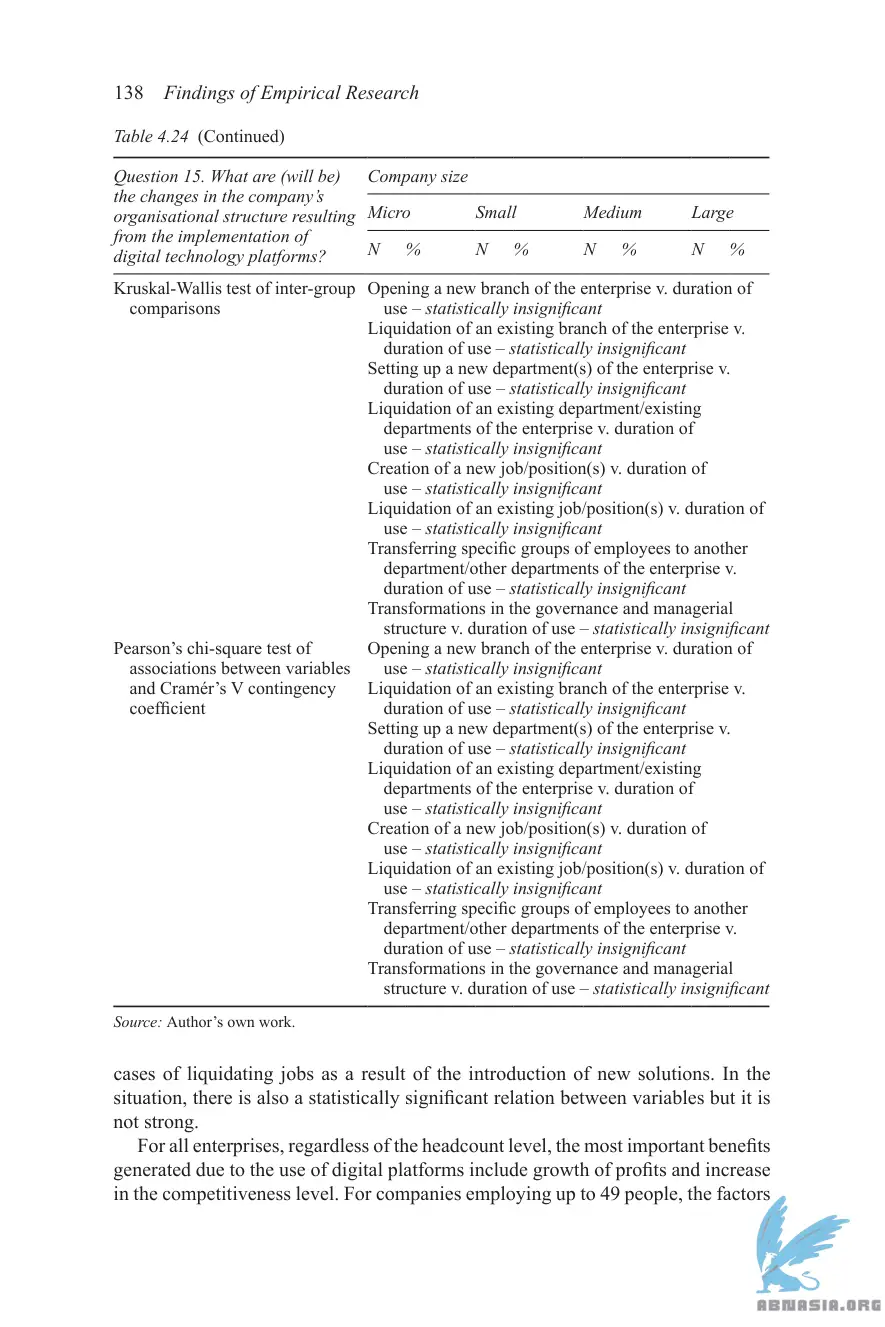 138 Findings of Empirical Research
Table 4.24 (Continued)
Question 15. What are (will be)
the changes in the company's
organisational structure resulting
from the implementation of
digital technology platforms?
Company size
Micro Small Medium Large
N % N % N % N %
Kruskal-Wallis test of inter-group
comparisons
Opening a new branch of the enterprise v. duration of
use – statistically insignificant
Liquidation of an existing branch of the enterprise v.
duration of use – statistically insignificant
Setting up a new department(s) of the enterprise v.
duration of use – statistically insignificant
Liquidation of an existing department/existing
departments of the enterprise v. duration of
use – statistically insignificant
Creation of a new job/position(s) v. duration of
use – statistically insignificant
Liquidation of an existing job/position(s) v. duration of
use – statistically insignificant
Transferring specific groups of employees to another
department/other departments of the enterprise v.
duration of use – statistically insignificant
Transformations in the governance and managerial
structure v. duration of use – statistically insignificant
Pearson's chi-square test of
associations between variables
and Cramér's V contingency
coefficient
Opening a new branch of the enterprise v. duration of
use – statistically insignificant
Liquidation of an existing branch of the enterprise v.
duration of use – statistically insignificant
Setting up a new department(s) of the enterprise v.
duration of use – statistically insignificant
Liquidation of an existing department/existing
departments of the enterprise v. duration of
use – statistically insignificant
Creation of a new job/position(s) v. duration of
use – statistically insignificant
Liquidation of an existing job/position(s) v. duration of
use – statistically insignificant
Transferring specific groups of employees to another
department/other departments of the enterprise v.
duration of use – statistically insignificant
Transformations in the governance and managerial
structure v. duration of use – statistically insignificant
Source: Author's own work.
cases of liquidating jobs as a result of the introduction of new solutions. In the
situation, there is also a statistically significant relation between variables but it is
not strong.
For all enterprises, regardless of the headcount level, the most important benefits
generated due to the use of digital platforms include growth of profits and increase
in the competitiveness level. For companies employing up to 49 people, the factors
ABNASIA.ORG